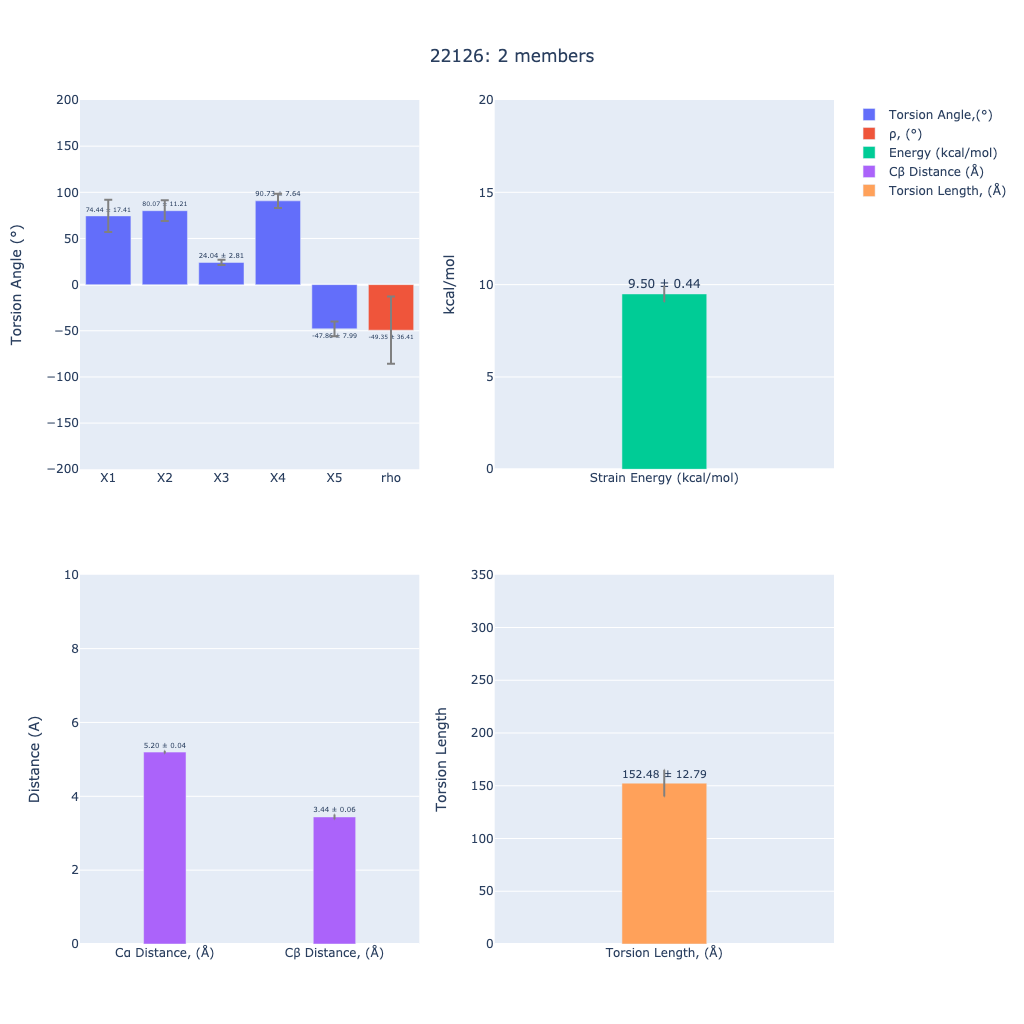 22126: 2 members
200
150
100
50
0
−50
−100
−150
−200
Torsion Angle (°)
74.44 ± 17.41
80.07 ± 11.21
24.04 ± 2.81
90.73 ± 7.64
-47.86 ± 7.99
-49.35 ± 36.41
X1 X2 X3 X4 X5 rho
20
15
10
5
0
kcal/mol
9.50 ± 0.44
Strain Energy (kcal/mol)
Torsion Angle,(°)
ρ, (°)
Energy (kcal/mol)
Cβ Distance (Å)
Torsion Length, (Å)
10
8
6
4
2
0
Distance (A)
5.20 ± 0.04
3.44 ± 0.06
Cα Distance, (Å) Cβ Distance, (Å)
350
300
250
200
150
100
50
0
Torsion Length
152.48 ± 12.79
Torsion Length, (Å)